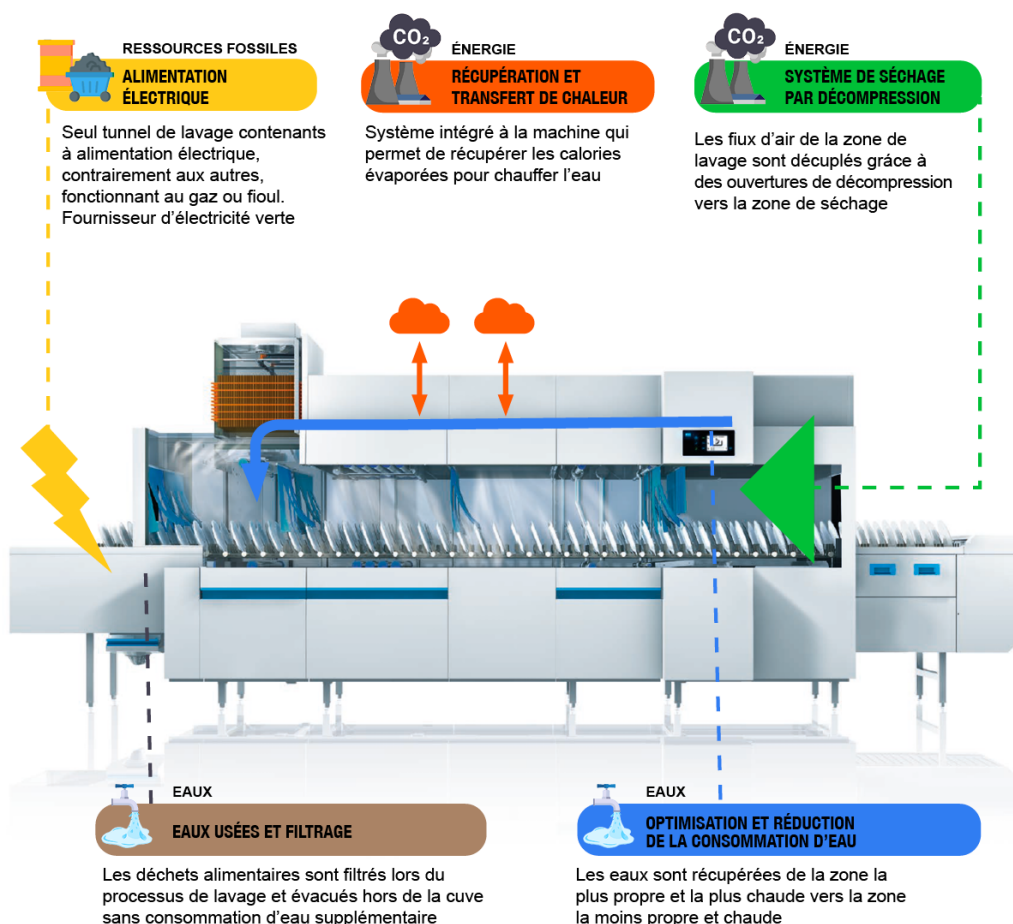 CO₂
CO₂
RESSOURCES FOSSILES
ALIMENTATION
ÉLECTRIQUE
Seul tunnel de lavage contenants
à alimentation électrique,
contrairement aux autres,
fonctionnant au gaz ou fioul.
Fournisseur d'électricité verte
ÉNERGIE
RÉCUPÉRATION ET
TRANSFERT DE CHALEUR
Système intégré à la machine qui
permet de récupérer les calories
évaporées pour chauffer l'eau
ÉNERGIE
SYSTÈME DE SÉCHAGE
PAR DÉCOMPRESSION
Les fiux d'air de la zone de
lavage sont décuplés grâce à
des ouvertures de décompression
vers la zone de séchage
EAUX
EAUX USÉES ET FILTRAGE
Les déchets alimentaires sont filtrés lors du
processus de lavage et évacués hors de la cuve
sans consommation d'eau supplémentaire
EAUX
OPTIMISATION ET RÉDUCTION
DE LA CONSOMMATION D'EAU
Les eaux sont récupérées de la zone la
plus propre et la plus chaude vers la zone
la moins propre et chaude